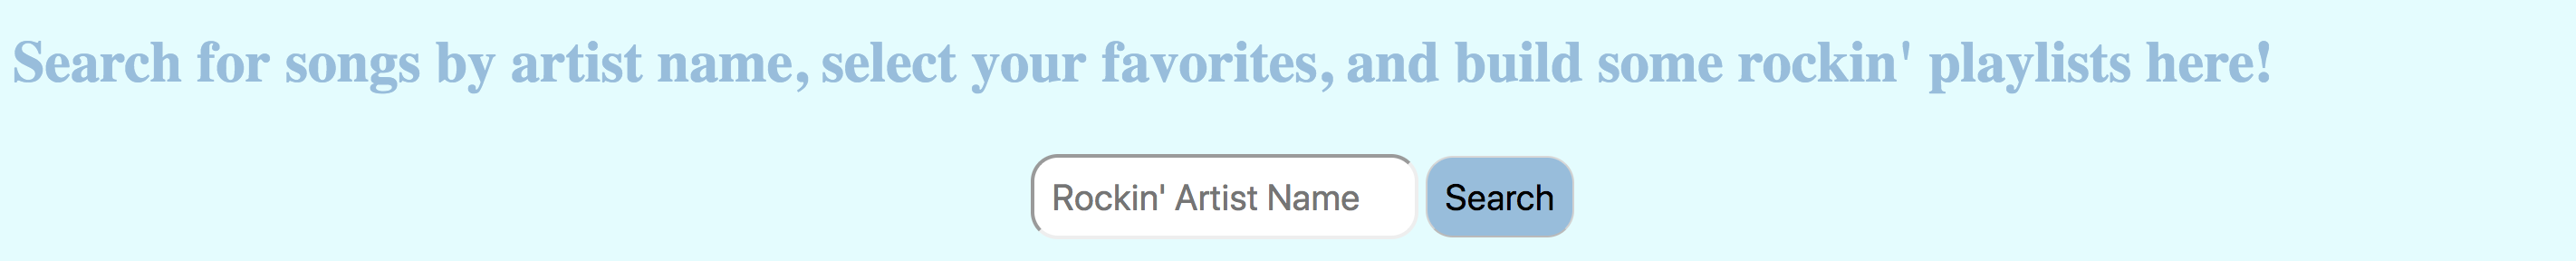 Search for songs by artist name, select your favorites, and build some rockin' playlists here!
Rockin' Artist Name Search